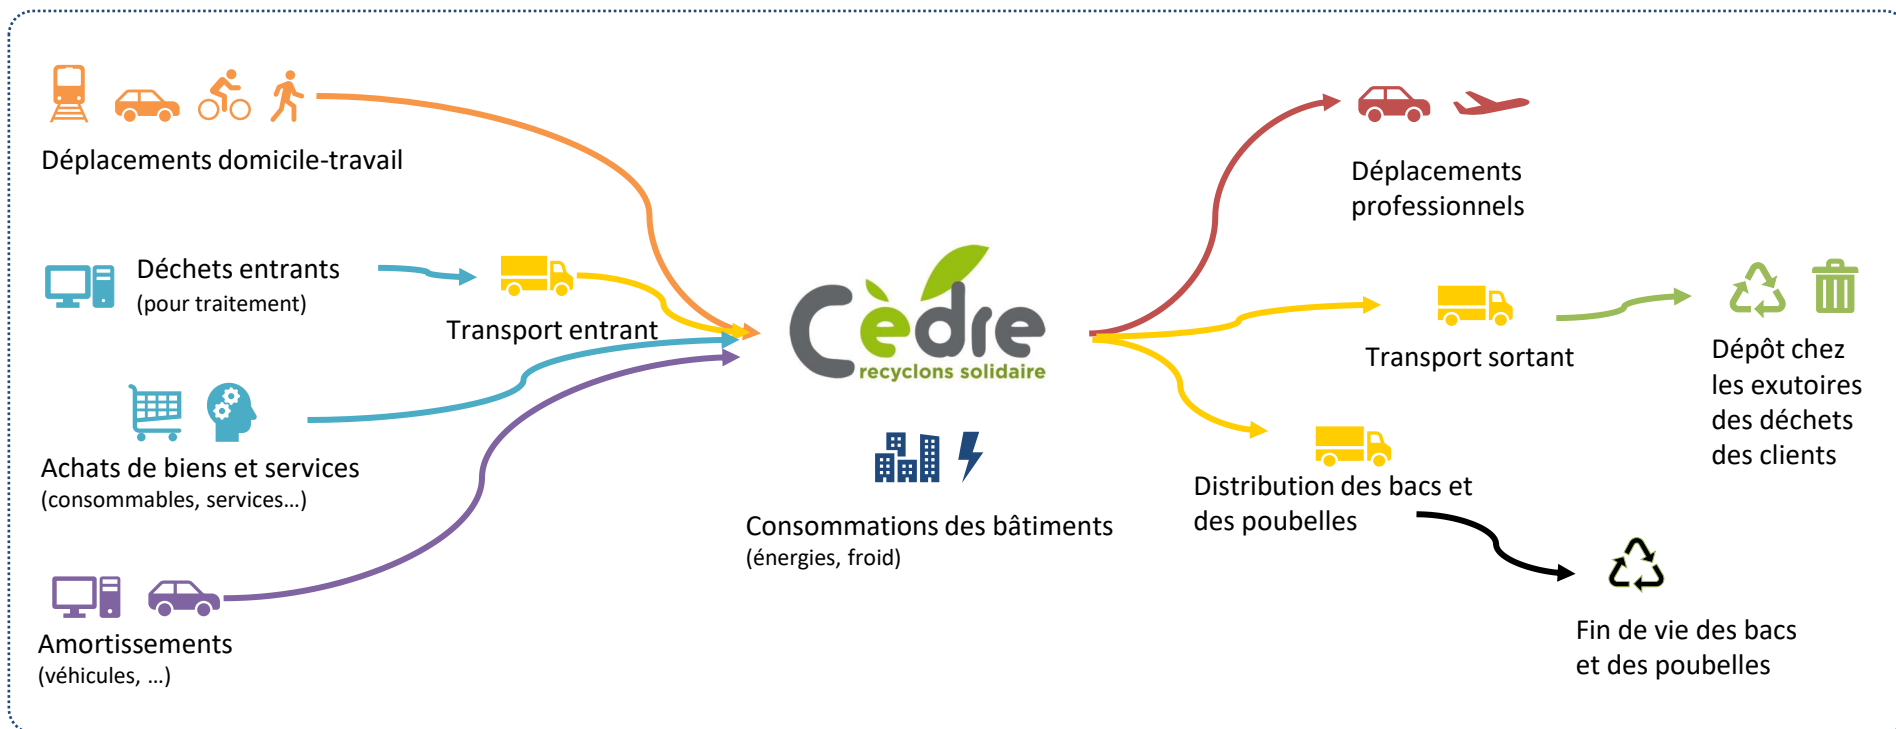 Déplacements domicile-travail
Déchets entrants
(pour traitement)
Transport entrant
Achats de biens et services
(consommables, services…)
Amortissements
(véhicules, …)
Cèdre
recyclons solidaire
Consommations des bâtiments
(énergies, froid)
Déplacements
professionnels
Transport sortant
Dépôt chez
les exutoires
des déchets
des clients
Distribution des bacs et
des poubelles
Fin de vie des bacs
et des poubelles